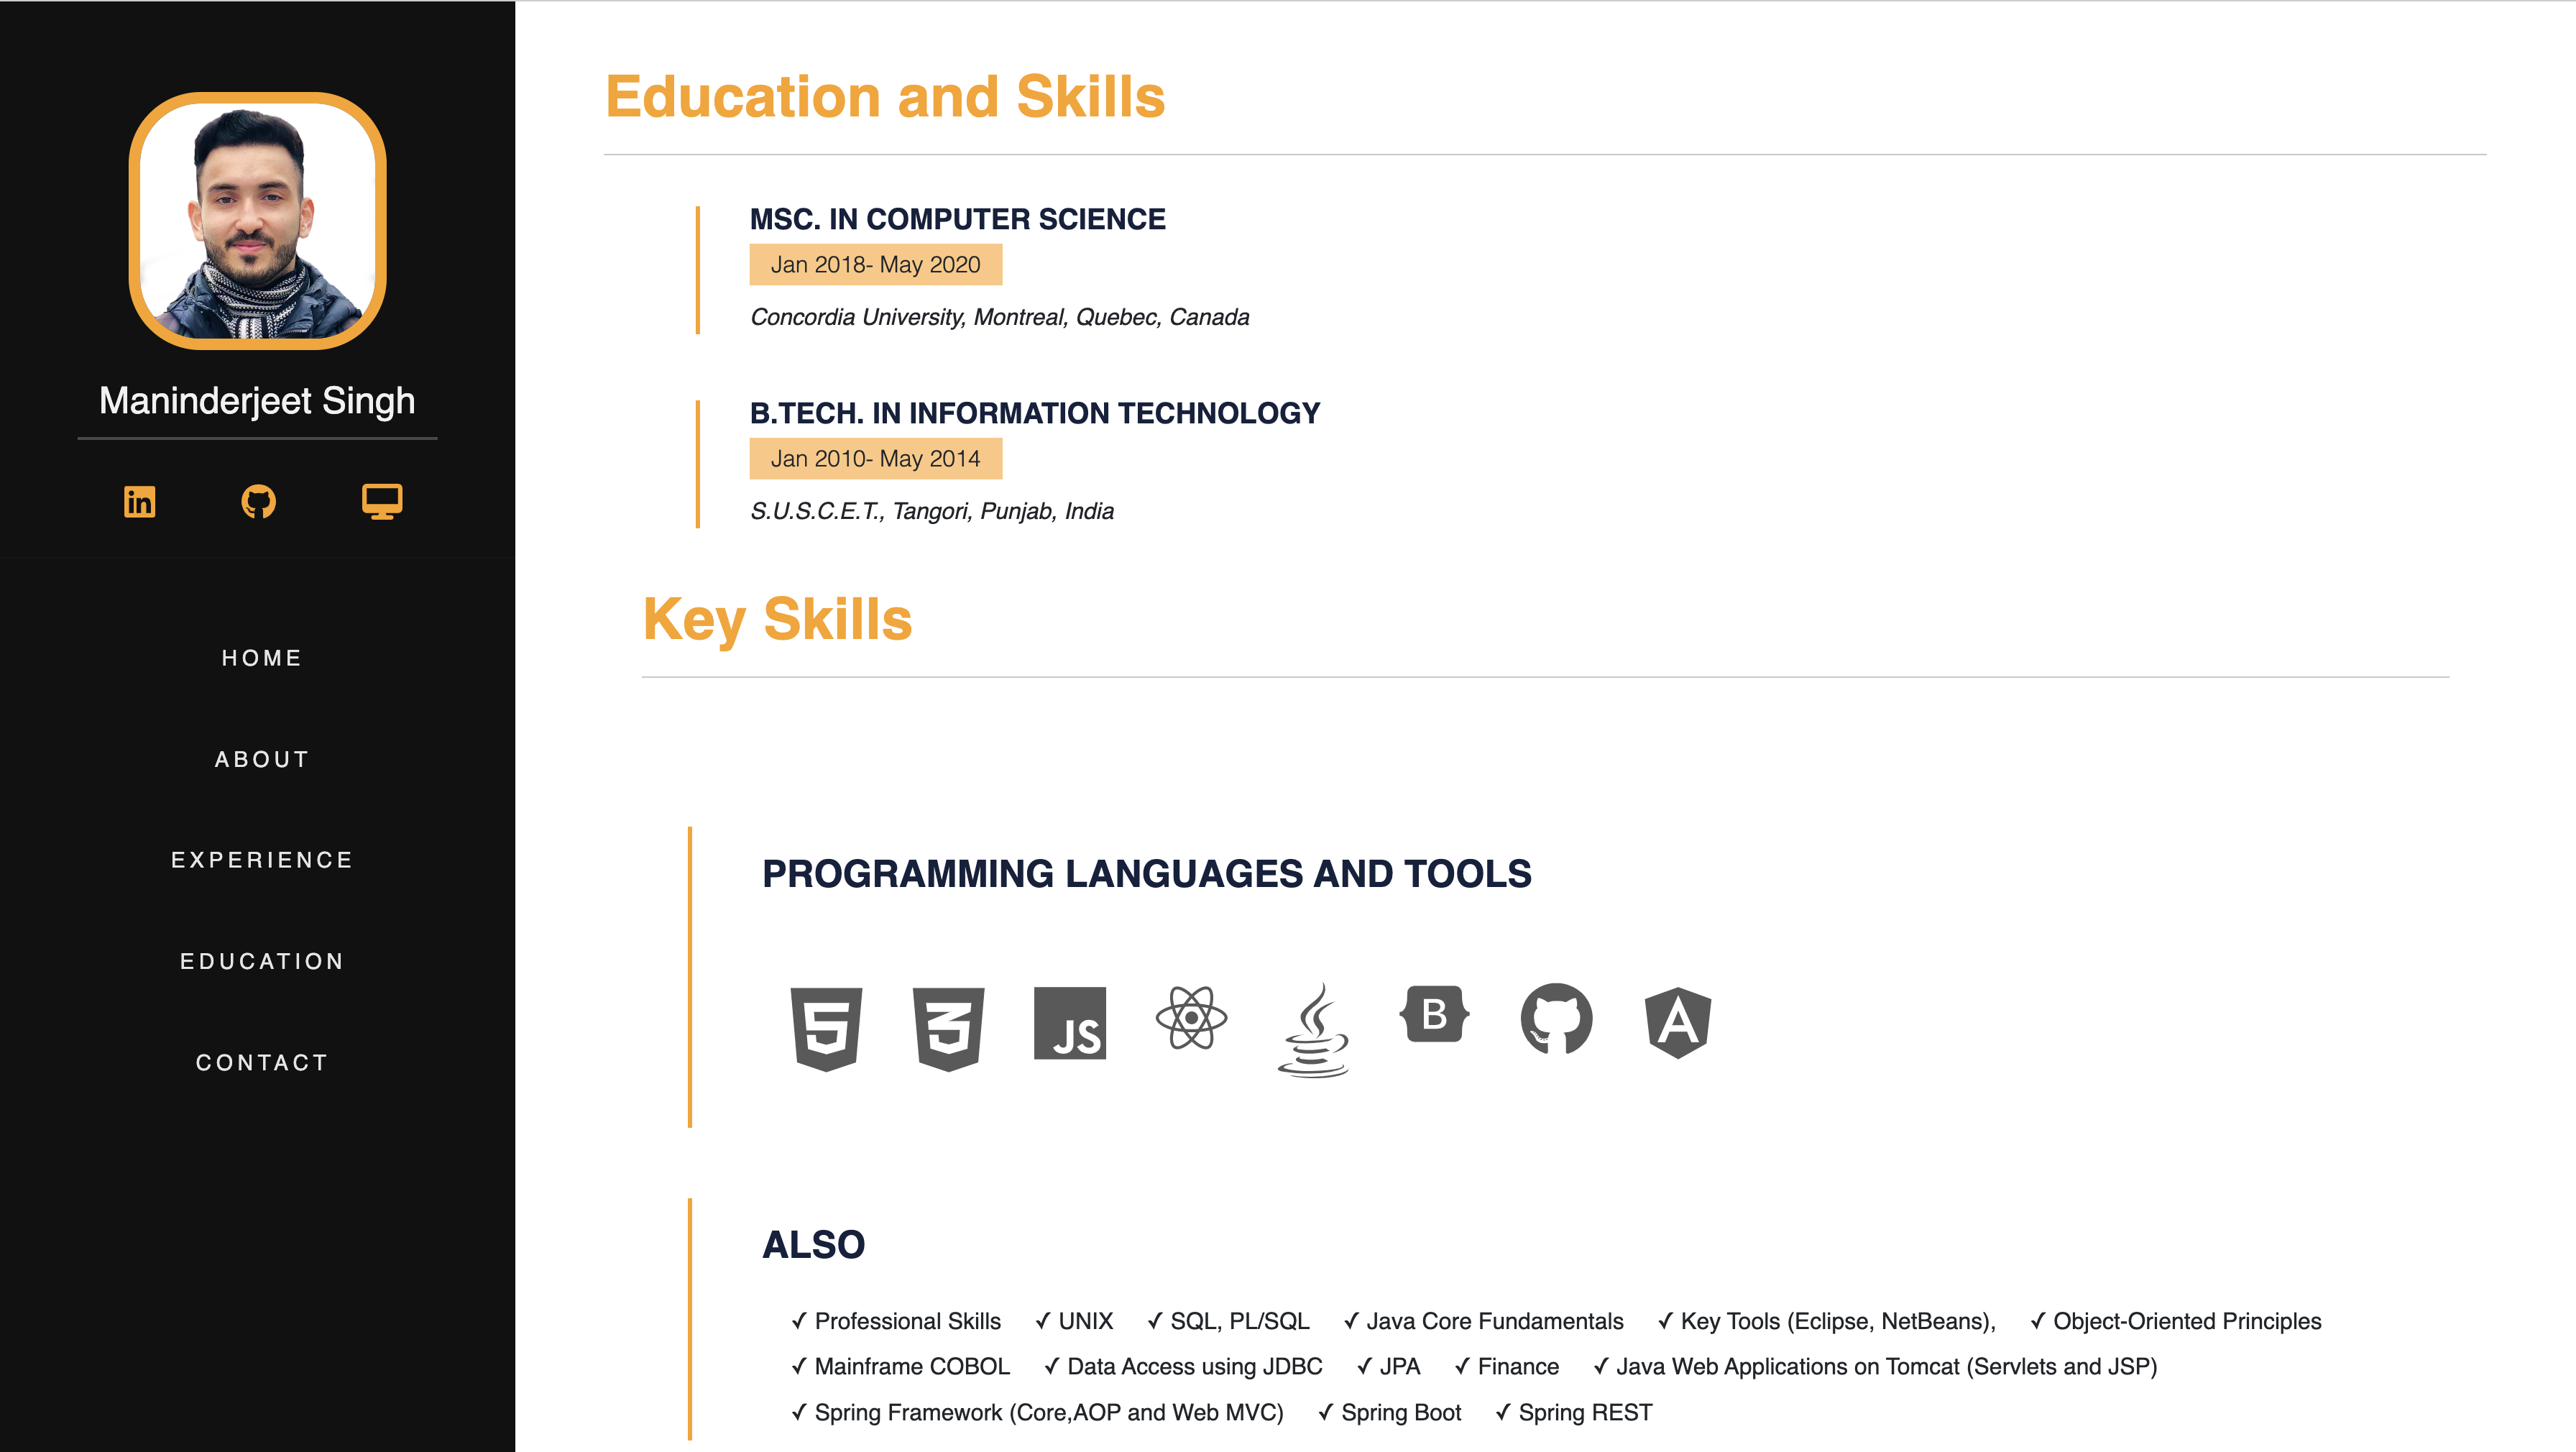 Maninderjeet Singh
in
HOME
ABOUT
EXPERIENCE
EDUCATION
CONTACT
Education and Skills
MSC. IN COMPUTER SCIENCE
Jan 2018- May 2020
Concordia University, Montreal, Quebec, Canada
B.TECH. IN INFORMATION TECHNOLOGY
Jan 2010- May 2014
S.U.S.C.E.T., Tangori, Punjab, India
Key Skills
PROGRAMMING LANGUAGES AND TOOLS
5 3 JS B A
ALSO
✓ Professional Skills ✓ UNIX ✓ SQL, PL/SQL ✓ Java Core Fundamentals ✓ Key Tools (Eclipse, NetBeans), ✓ Object-Oriented Principles
✓ Mainframe COBOL ✓ Data Access using JDBC ✓ JPA ✓ Finance ✓ Java Web Applications on Tomcat (Servlets and JSP)
✓ Spring Framework (Core,AOP and Web MVC) ✓ Spring Boot ✓ Spring REST